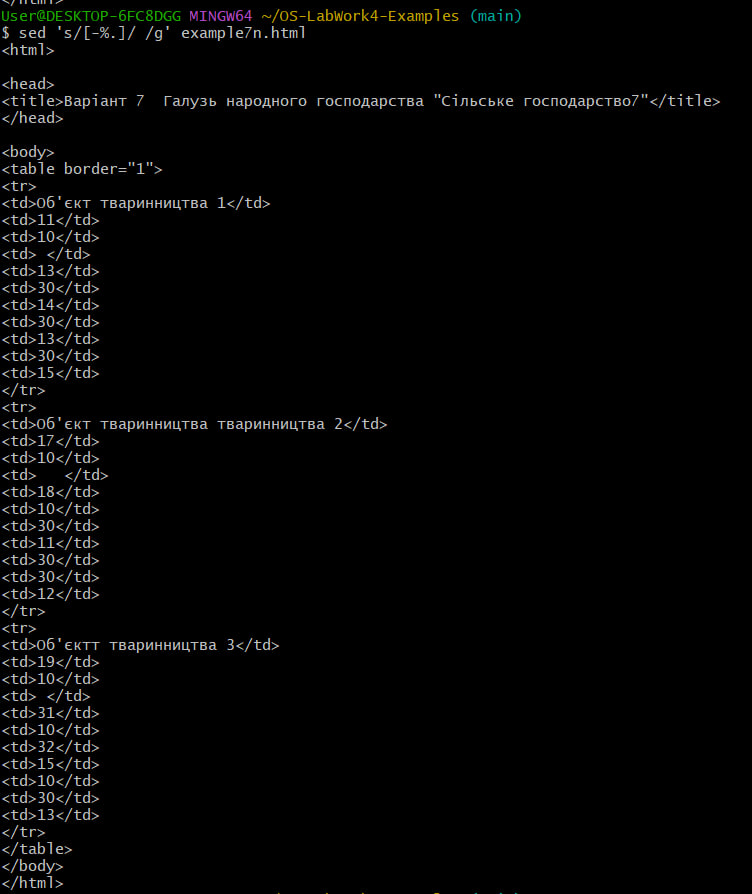 User@DESKTOP-6FC8DGG MINGW64 ~/OS-LabWork4-Examples (main)
$ sed 's/[-%.]/ /g' example7n.html
<html>

<head>
<title>Варіант 7  Галузь народного господарства "Сільське господарство7"</title>
</head>

<body>
<table border="1">
<tr>
<td>Об'єкт тваринництва 1</td>
<td>11</td>
<td>10</td>
<td> </td>
<td>13</td>
<td>30</td>
<td>14</td>
<td>30</td>
<td>13</td>
<td>30</td>
<td>15</td>
</tr>
<tr>
<td>Об'єкт тваринництва тваринництва 2</td>
<td>17</td>
<td>10</td>
<td>   </td>
<td>18</td>
<td>10</td>
<td>30</td>
<td>11</td>
<td>30</td>
<td>30</td>
<td>12</td>
</tr>
<tr>
<td>Об'єктт тваринництва 3</td>
<td>19</td>
<td>10</td>
<td> </td>
<td>31</td>
<td>10</td>
<td>32</td>
<td>15</td>
<td>10</td>
<td>30</td>
<td>13</td>
</tr>
</table>
</body>
</html>